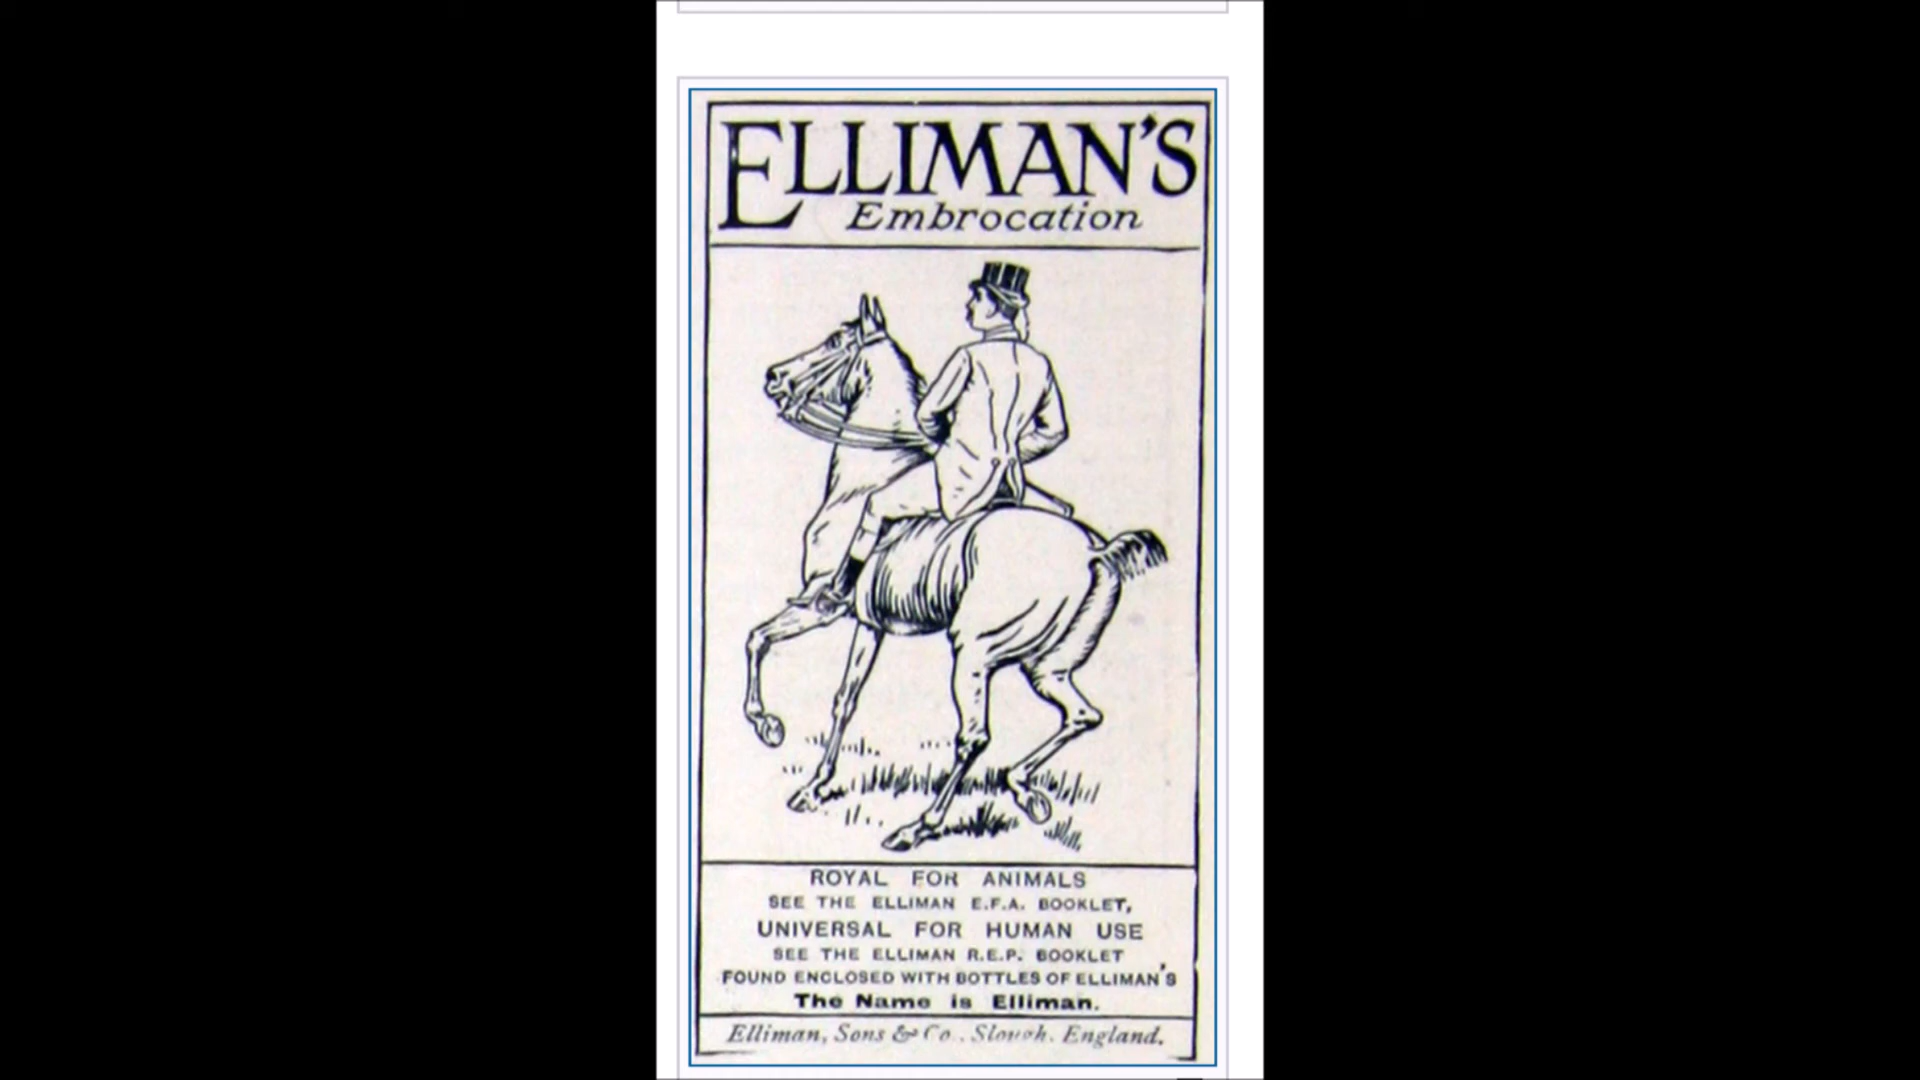 ELLIMAN'S
Embrocation
ROYAL FOR ANIMALS
SEE THE ELLIMAN E.F.A. BOOKLET,
UNIVERSAL FOR HUMAN USE
SEE THE ELLIMAN R.E.P. BOOKLET
FOUND ENCLOSED WITH BOTTLES OF ELLIMAN'S
The Name is Elliman.
Elliman, Sons & Co., Slough, England.